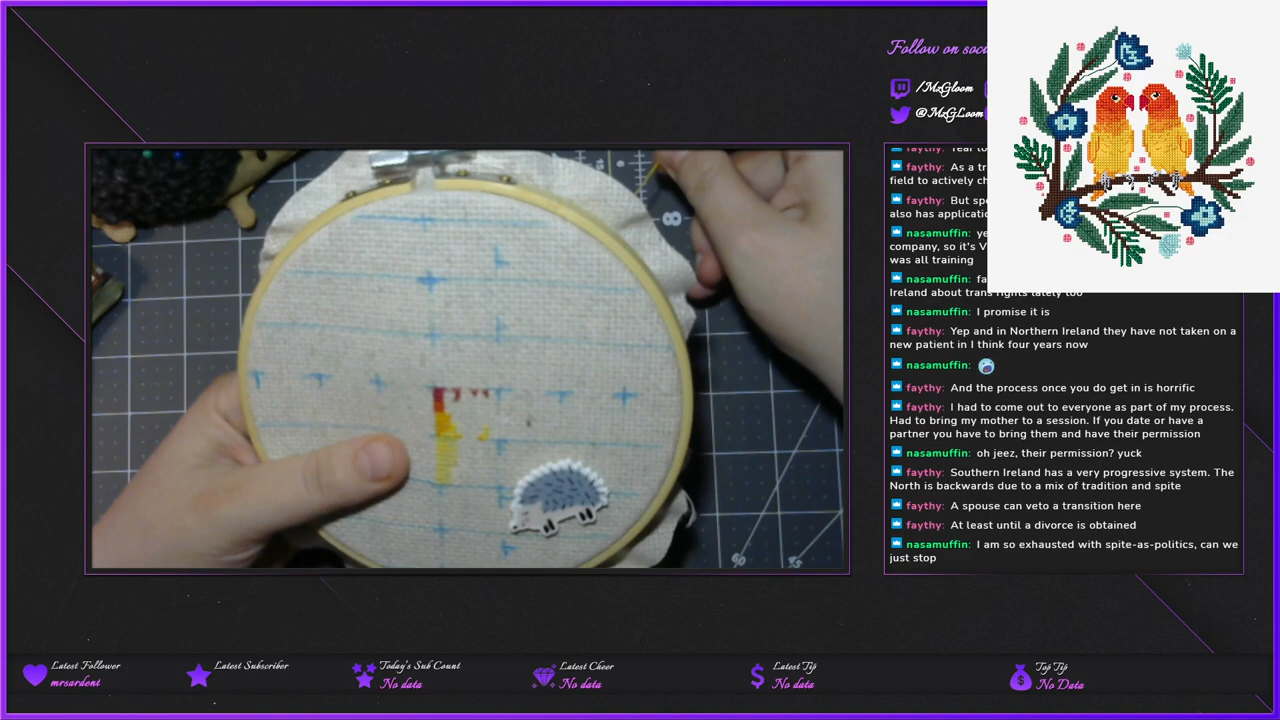 Follow on soci
/MzGloom
@MzGLoom
faythy:
faythy: As a tr
field to actively ch
faythy: But spe
also has applicatio
nasamuffin: ye
company, so it's V
was all training
nasamuffin: fa
Ireland about trans rights lately too
nasamuffin: I promise it is
faythy: Yep and in Northern Ireland they have not taken on a
new patient in I think four years now
nasamuffin:
faythy: And the process once you do get in is horrific
faythy: I had to come out to everyone as part of my process.
Had to bring my mother to a session. If you date or have a
partner you have to bring them and have their permission
nasamuffin: oh jeez, their permission? yuck
faythy: Southern Ireland has a very progressive system. The
North is backwards due to a mix of tradition and spite
faythy: A spouse can veto a transition here
faythy: At least until a divorce is obtained
nasamuffin: I am so exhausted with spite-as-politics, can we
just stop
8
60
Latest Follower
mrsardent
Latest Subscriber
Today's Sub Count
No data
Latest Cheer
No data
Latest Tip
No data
Top Tip
No Data